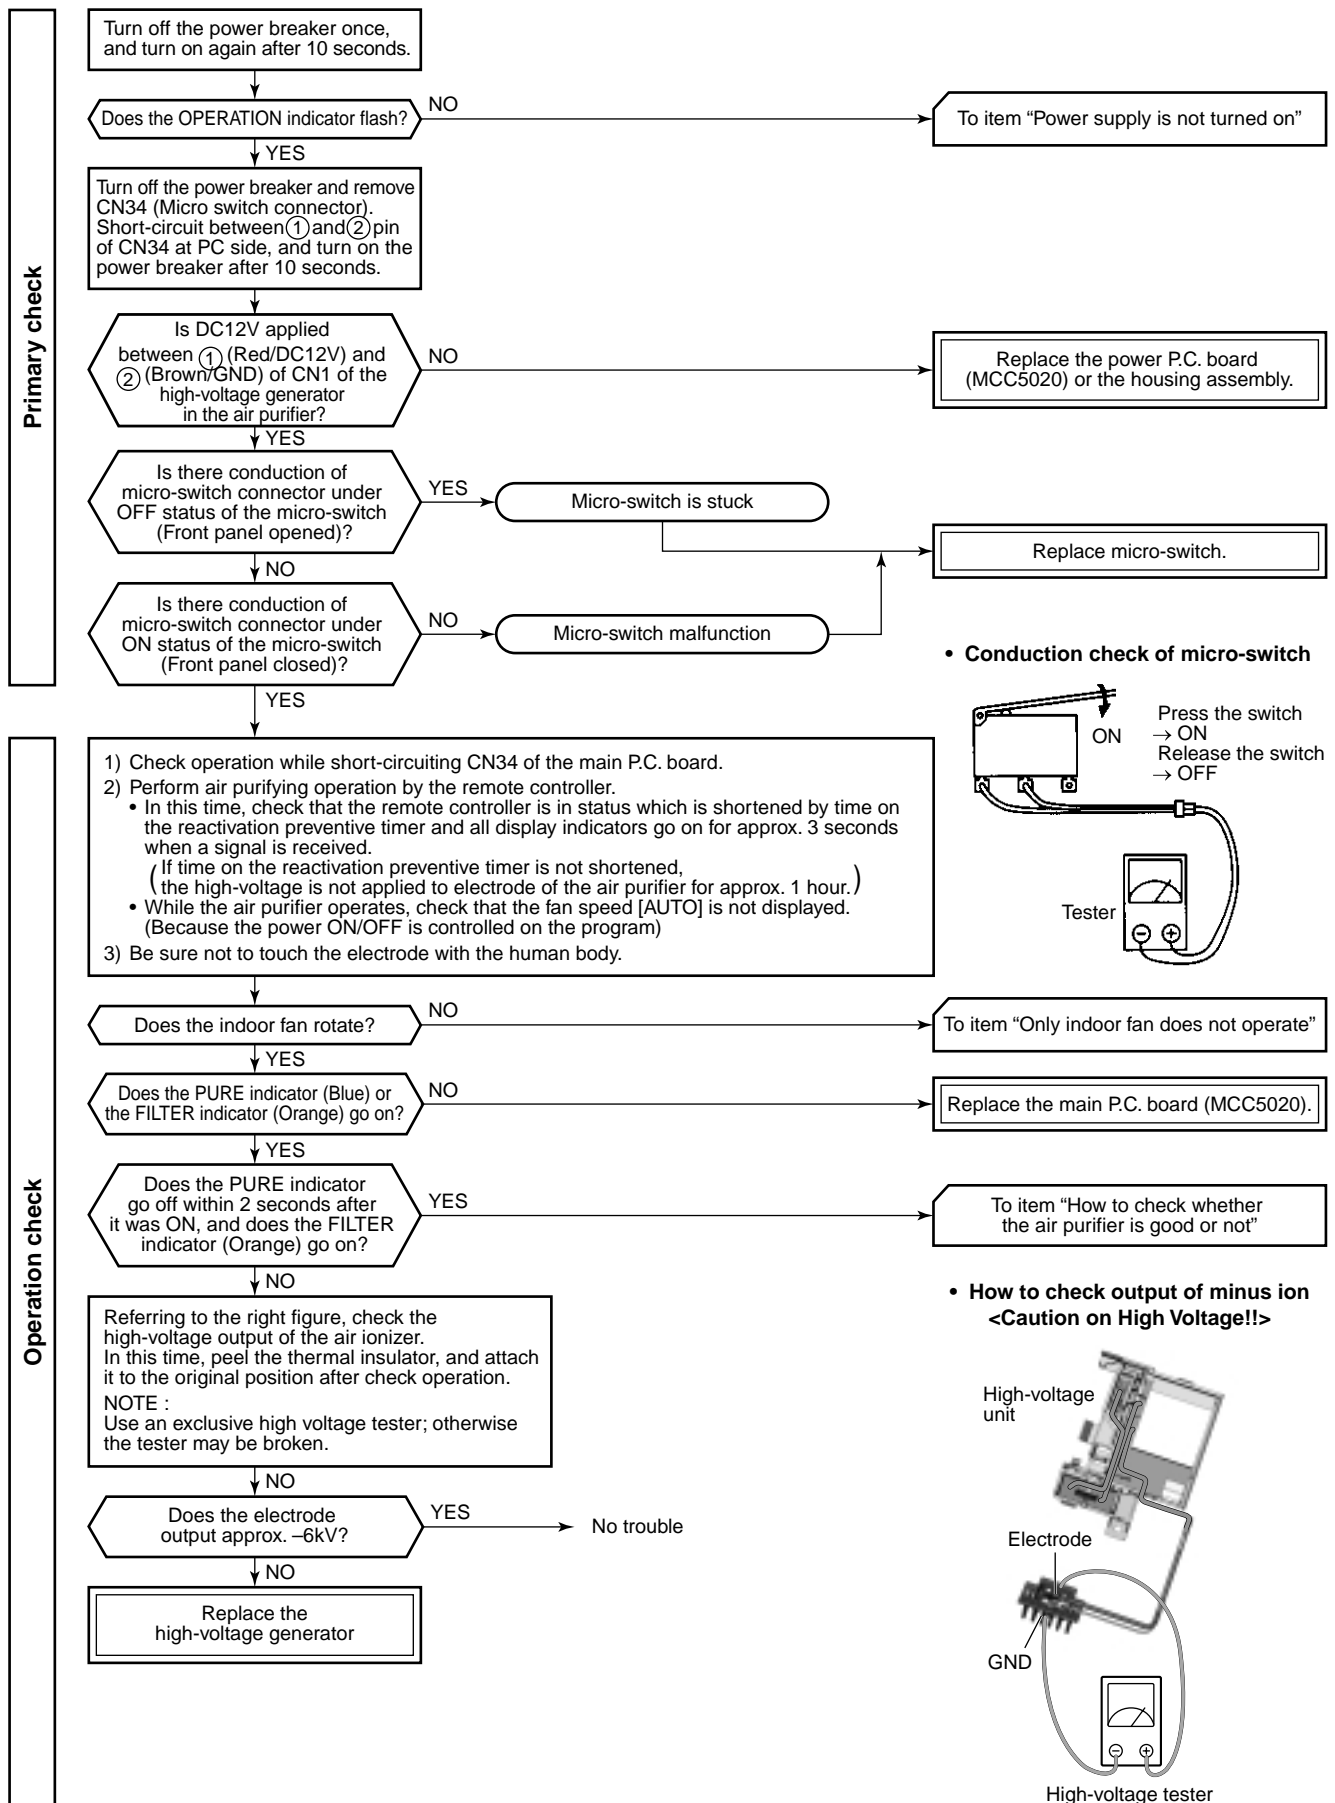 Primary check
Turn off the power breaker once,
and turn on again after 10 seconds.
Does the OPERATION indicator flash?
NO
To item “Power supply is not turned on”
YES
Turn off the power breaker and remove
CN34 (Micro switch connector).
Short-circuit between ① and ② pin
of CN34 at PC side, and turn on the
power breaker after 10 seconds.
Is DC12V applied
between ① (Red/DC12V) and
② (Brown/GND) of CN1 of the
high-voltage generator
in the air purifier?
NO
Replace the power P.C. board
(MCC5020) or the housing assembly.
YES
Is there conduction of
micro-switch connector under
OFF status of the micro-switch
(Front panel opened)?
YES
Micro-switch is stuck
Replace micro-switch.
NO
Is there conduction of
micro-switch connector under
ON status of the micro-switch
(Front panel closed)?
NO
Micro-switch malfunction
YES
• Conduction check of micro-switch
ON
Press the switch
→ ON
Release the switch
→ OFF
Tester
⊖ ⊕
Operation check
1) Check operation while short-circuiting CN34 of the main P.C. board.
2) Perform air purifying operation by the remote controller.
• In this time, check that the remote controller is in status which is shortened by time on
the reactivation preventive timer and all display indicators go on for approx. 3 seconds
when a signal is received.
(If time on the reactivation preventive timer is not shortened,
the high-voltage is not applied to electrode of the air purifier for approx. 1 hour.)
• While the air purifier operates, check that the fan speed [AUTO] is not displayed.
(Because the power ON/OFF is controlled on the program)
3) Be sure not to touch the electrode with the human body.
Does the indoor fan rotate?
NO
To item “Only indoor fan does not operate”
YES
Does the PURE indicator (Blue) or
the FILTER indicator (Orange) go on?
NO
Replace the main P.C. board (MCC5020).
YES
Does the PURE indicator
go off within 2 seconds after
it was ON, and does the FILTER
indicator (Orange) go on?
YES
To item “How to check whether
the air purifier is good or not”
NO
Referring to the right figure, check the
high-voltage output of the air ionizer.
In this time, peel the thermal insulator, and attach
it to the original position after check operation.
NOTE :
Use an exclusive high voltage tester; otherwise
the tester may be broken.
NO
Does the electrode
output approx. –6kV?
YES
No trouble
NO
Replace the
high-voltage generator
• How to check output of minus ion
<Caution on High Voltage!!>
High-voltage
unit
Electrode
GND
⊖ ⊕
High-voltage tester